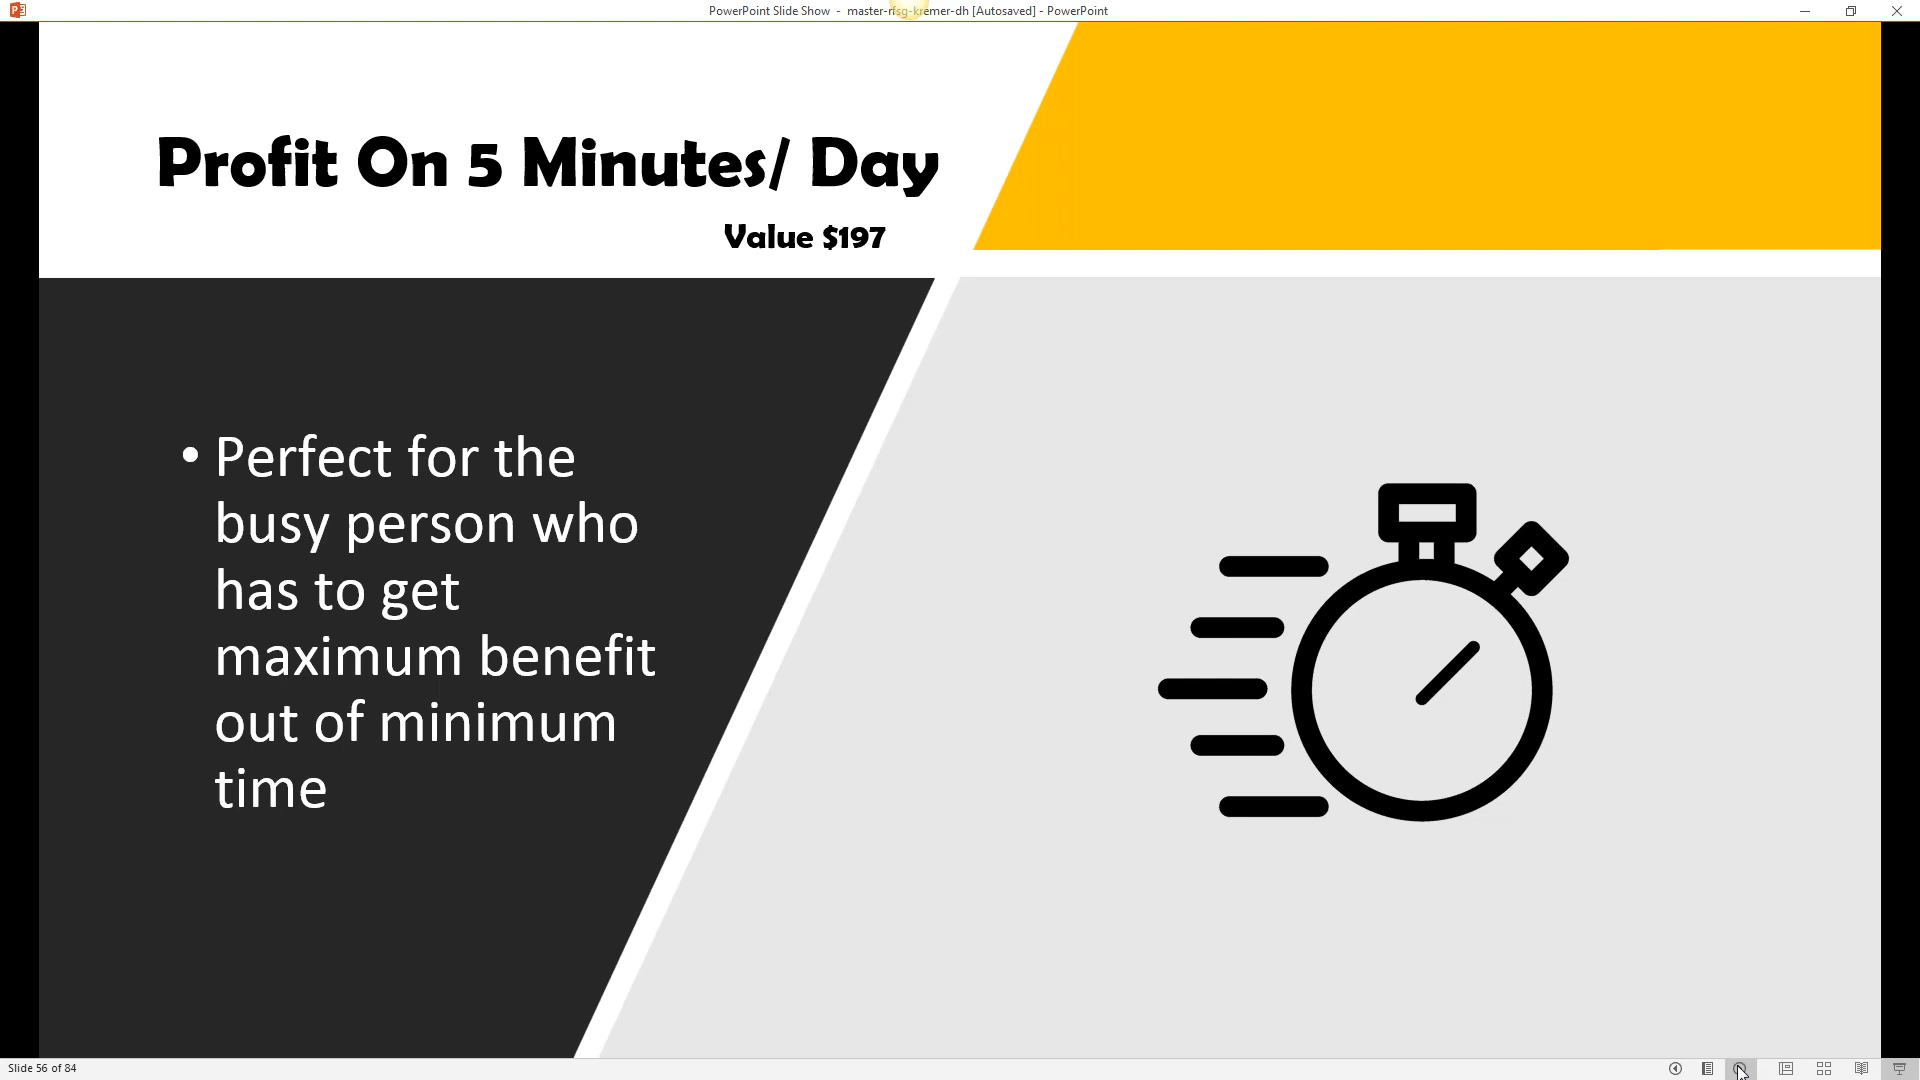 PowerPoint Slide Show - master-nsg-kremer-dh [Autosaved] - PowerPoint
Profit On 5 Minutes/ Day
Value $197
• Perfect for the
busy person who
has to get
maximum benefit
out of minimum
time
Slide 56 of 84